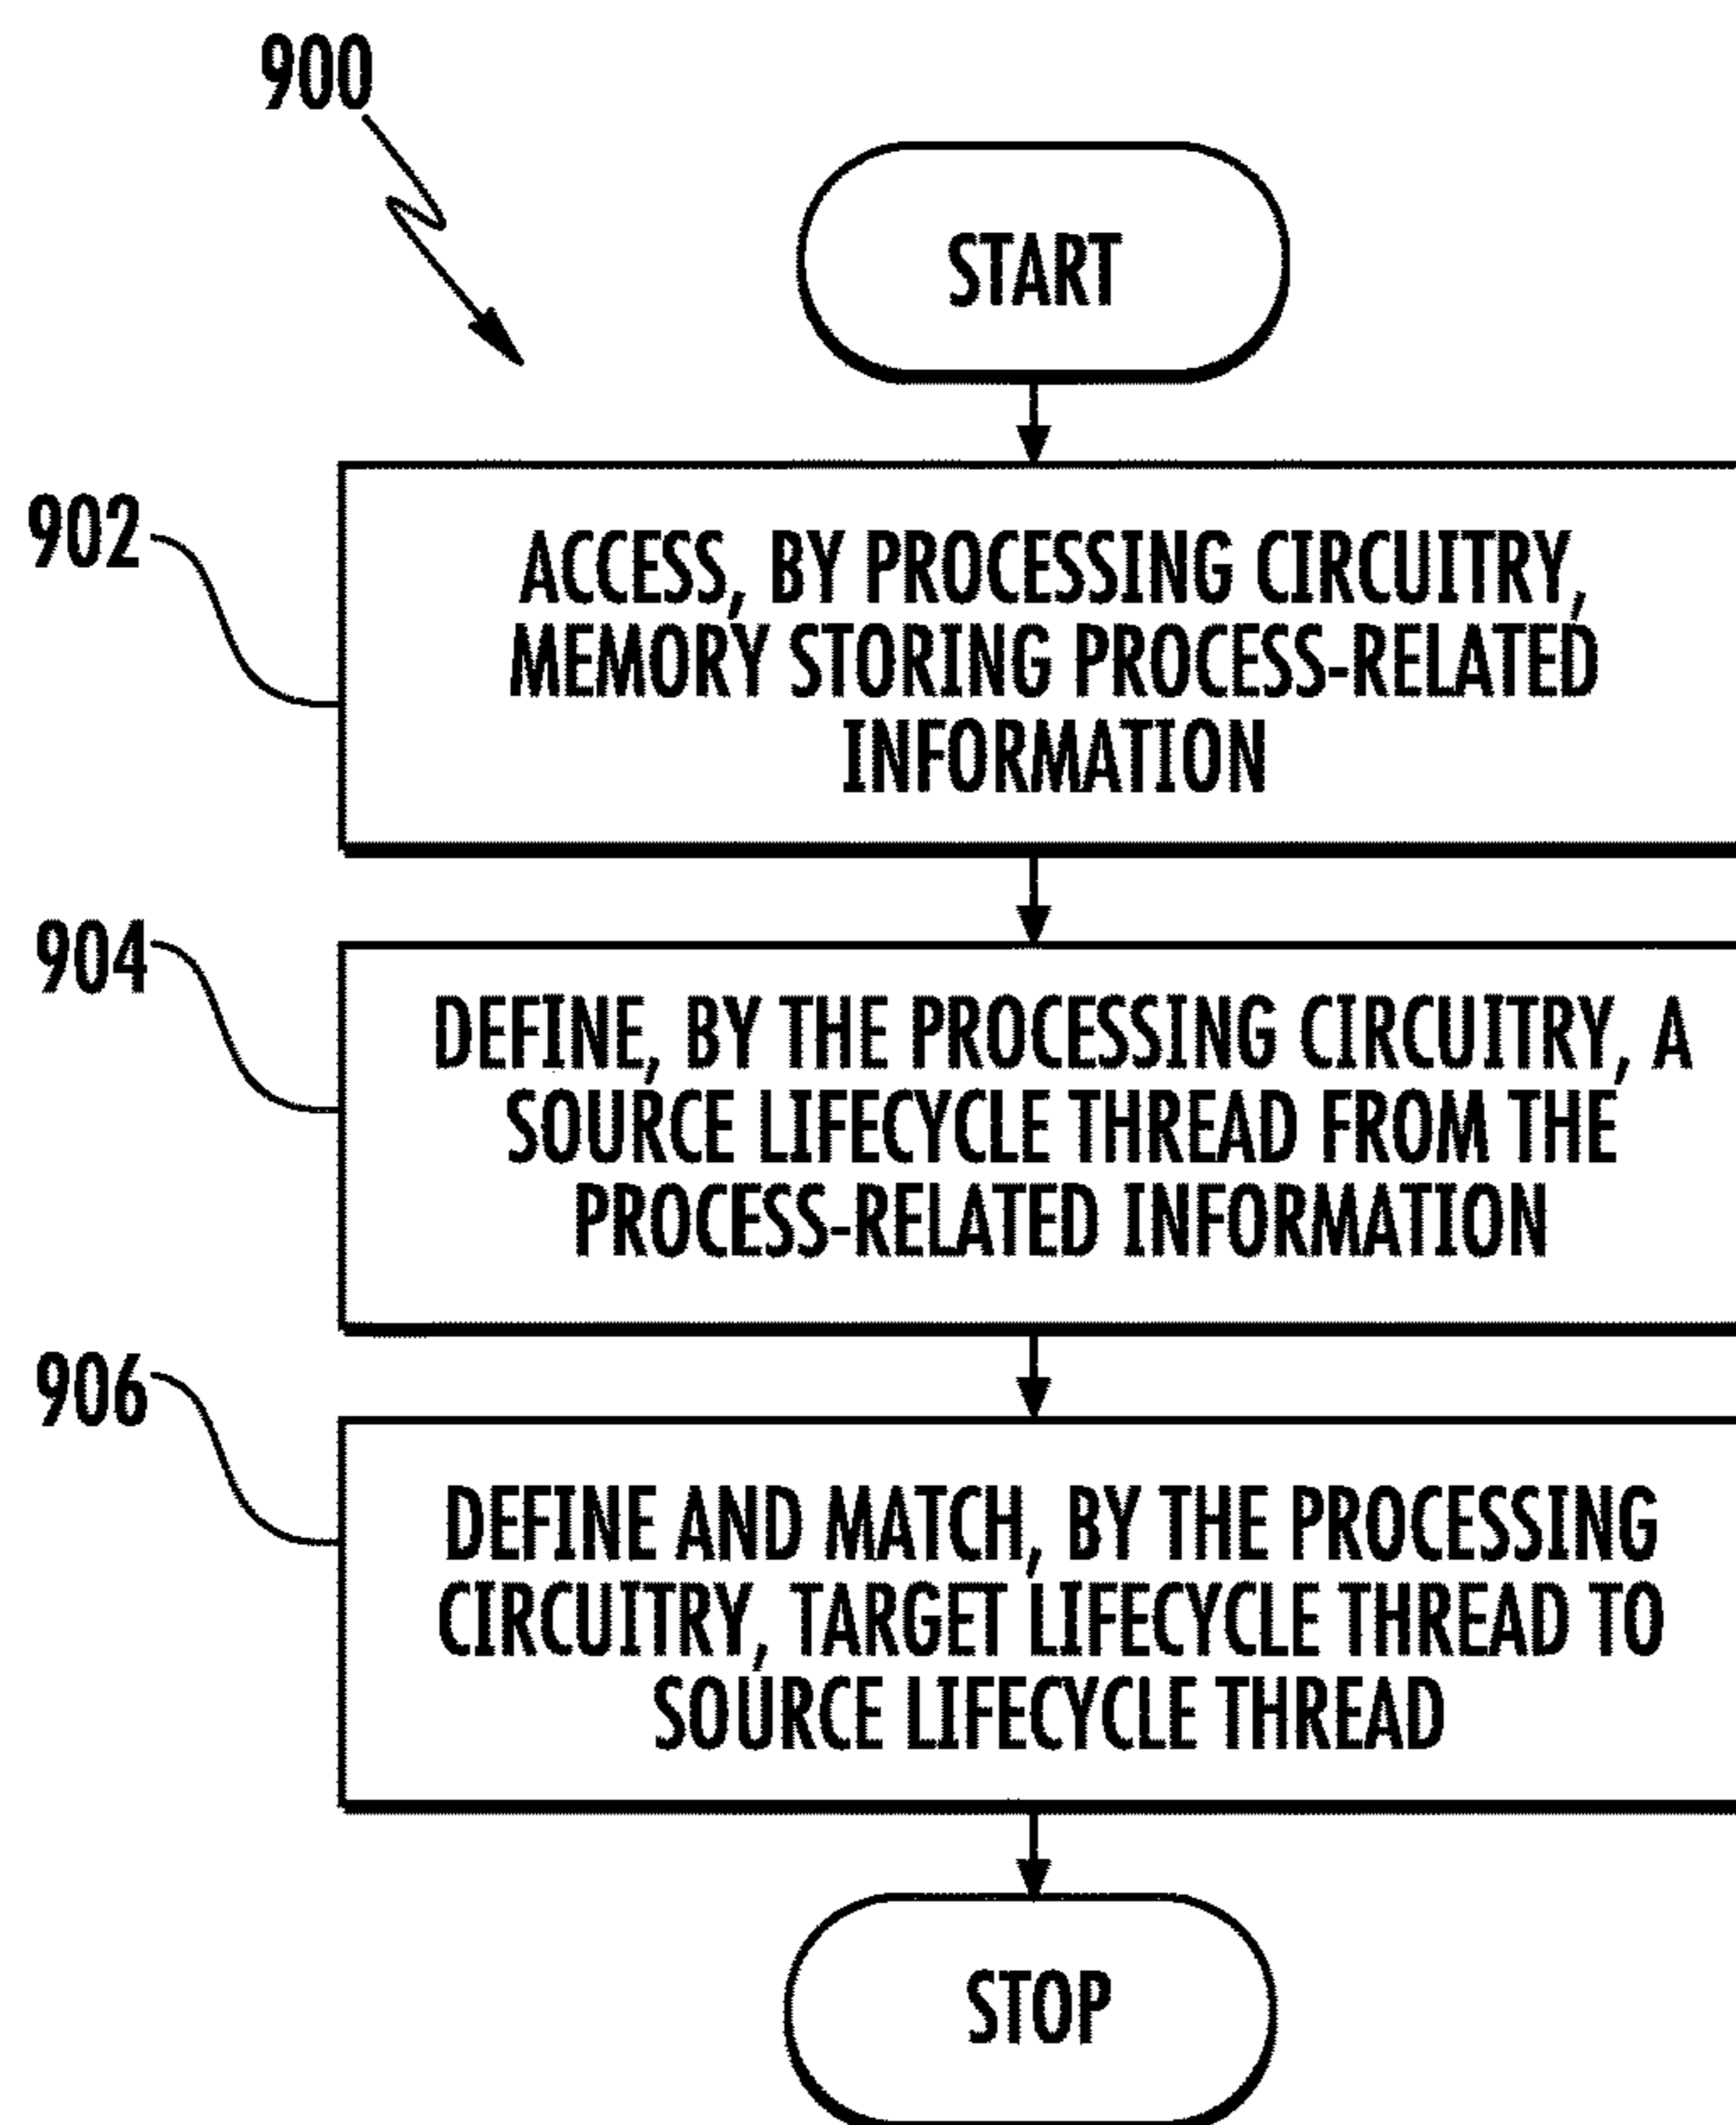 900
START
902
ACCESS, BY PROCESSING CIRCUITRY,
MEMORY STORING PROCESS-RELATED
INFORMATION
904
DEFINE, BY THE PROCESSING CIRCUITRY, A
SOURCE LIFECYCLE THREAD FROM THE
PROCESS-RELATED INFORMATION
906
DEFINE AND MATCH, BY THE PROCESSING
CIRCUITRY, TARGET LIFECYCLE THREAD TO
SOURCE LIFECYCLE THREAD
STOP